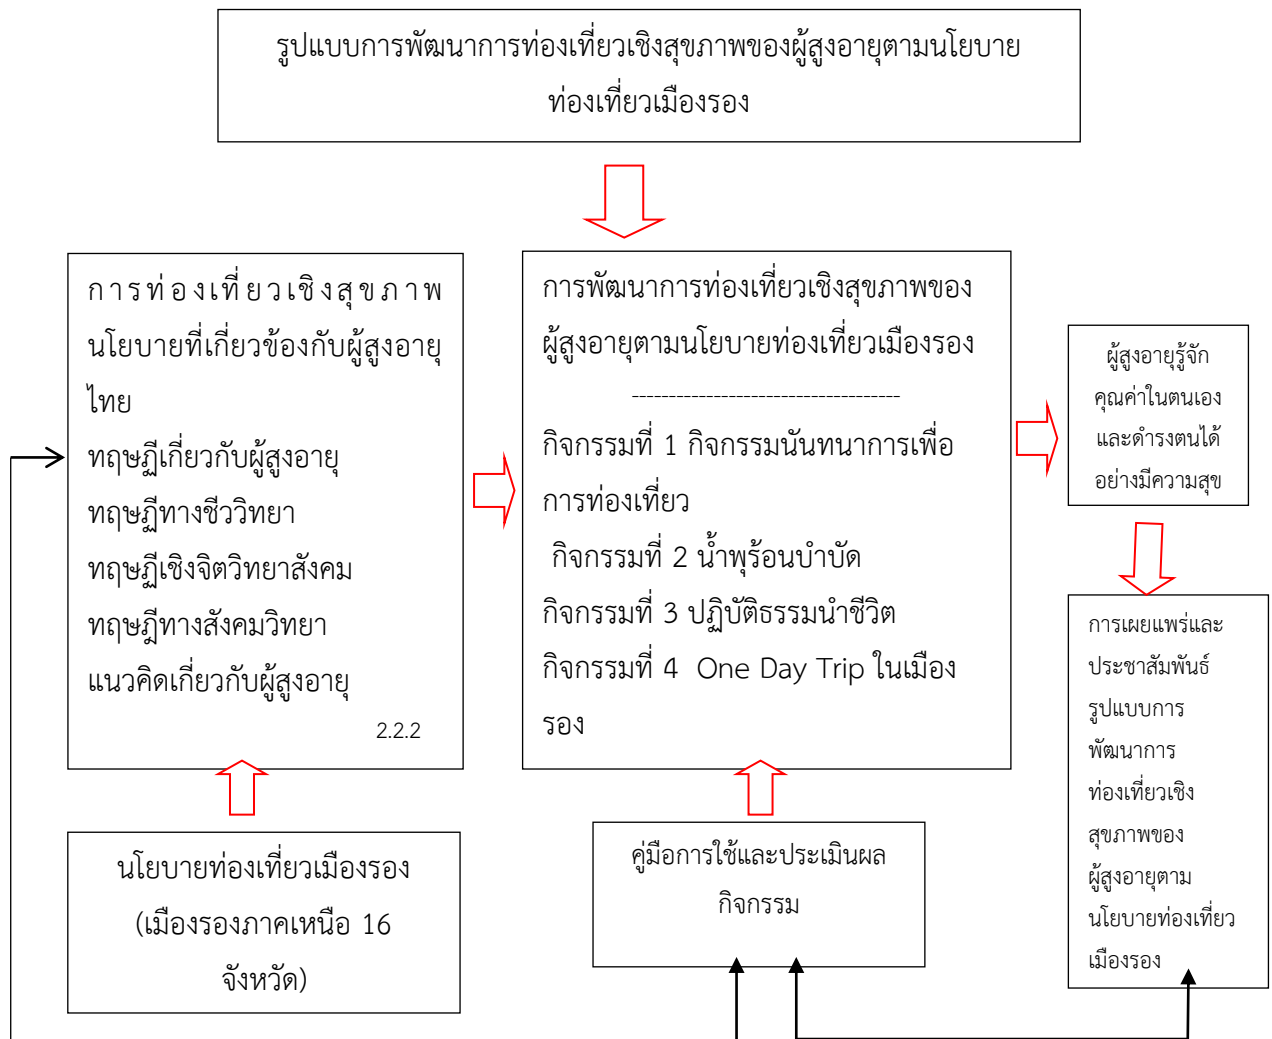 รูปแบบการพัฒนาการท่องเที่ยวเชิงสุขภาพของผู้สูงอายุตามนโยบาย
ท่องเที่ยวเมืองรอง
การท่องเที่ยวเชิงสุขภาพ
นโยบายที่เกี่ยวข้องกับผู้สูงอายุ
ไทย
ทฤษฏีเกี่ยวกับผู้สูงอายุ
ทฤษฏีทางชีววิทยา
ทฤษฏีเชิงจิตวิทยาสังคม
ทฤษฎีทางสังคมวิทยา
แนวคิดเกี่ยวกับผู้สูงอายุ
2.2.2
นโยบายท่องเที่ยวเมืองรอง
(เมืองรองภาคเหนือ 16
จังหวัด)
การพัฒนาการท่องเที่ยวเชิงสุขภาพของ
ผู้สูงอายุตามนโยบายท่องเที่ยวเมืองรอง
-------------------------------------
กิจกรรมที่ 1 กิจกรรมนันทนาการเพื่อ
การท่องเที่ยว
กิจกรรมที่ 2 น้ำพุร้อนบำบัด
กิจกรรมที่ 3 ปฏิบัติธรรมนำชีวิต
กิจกรรมที่ 4 One Day Trip ในเมือง
รอง
คู่มือการใช้และประเมินผล
กิจกรรม
ผู้สูงอายุรู้จัก
คุณค่าในตนเอง
และดำรงตนได้
อย่างมีความสุข
การเผยแพร่และ
ประชาสัมพันธ์
รูปแบบการ
พัฒนาการ
ท่องเที่ยวเชิง
สุขภาพของ
ผู้สูงอายุตาม
นโยบายท่องเที่ยว
เมืองรอง